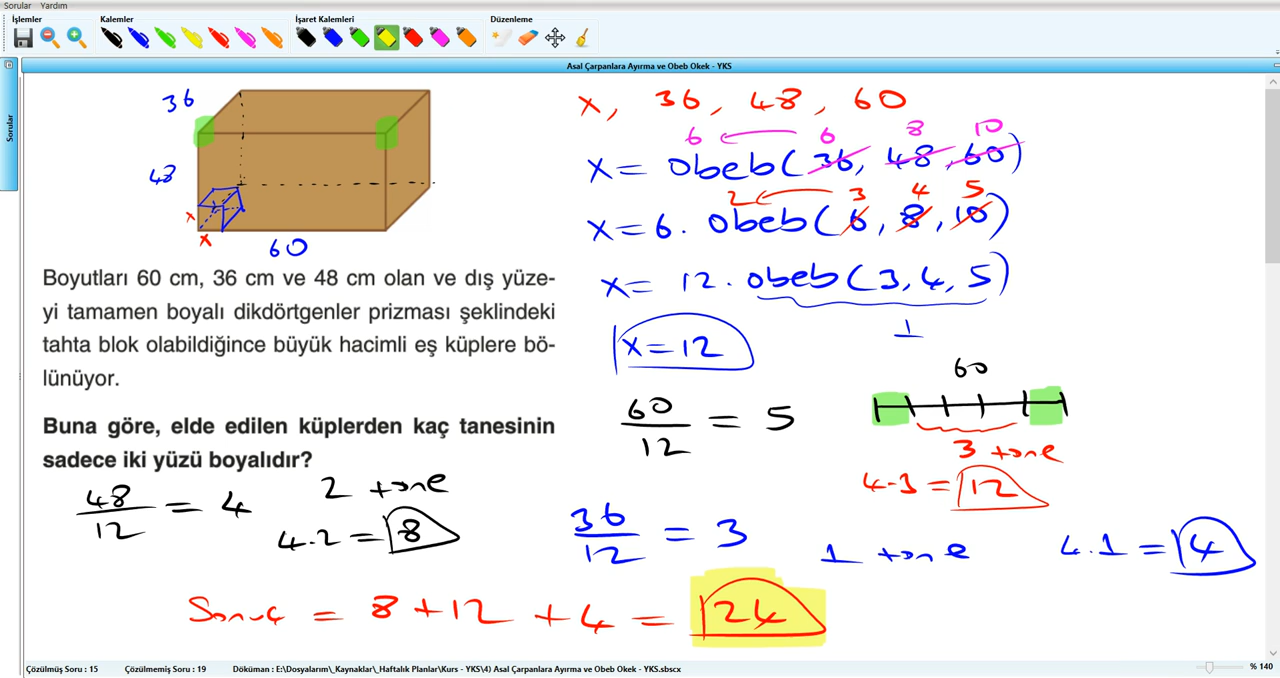 Sorular Yardım
İşlemler Kalemler İşaret Kalemleri Düzenleme
Asal Çarpanlara Ayırma ve Obeb Okek - YKS
Sorular
36
48
x
x
60
Boyutları 60 cm, 36 cm ve 48 cm olan ve dış yüze-
yi tamamen boyalı dikdörtgenler prizması şeklindeki
tahta blok olabildiğince büyük hacimli eş küplere bö-
lünüyor.
Buna göre, elde edilen küplerden kaç tanesinin
sadece iki yüzü boyalıdır?
x, 36, 48, 60
6 6 8 10
x = obeb(36, 48, 60)
2 3 4 5
x = 6. obeb(6, 8, 10)
x = 12. obeb(3, 4, 5)
1
x = 12
60
60/12 = 5
3 tane
4.3 = 12
48/12 = 4 2 tane
4.2 = 8
36/12 = 3 1 tane 4.1 = 4
Sonuç = 8 + 12 + 4 = 24
Çözülmüş Soru : 15 Çözülmemiş Soru : 19 Döküman : E:\Dosyalarım\_Kaynaklar\_Haftalık Planlar\Kurs - YKS\4) Asal Çarpanlara Ayırma ve Obeb Okek - YKS.sbscx % 140